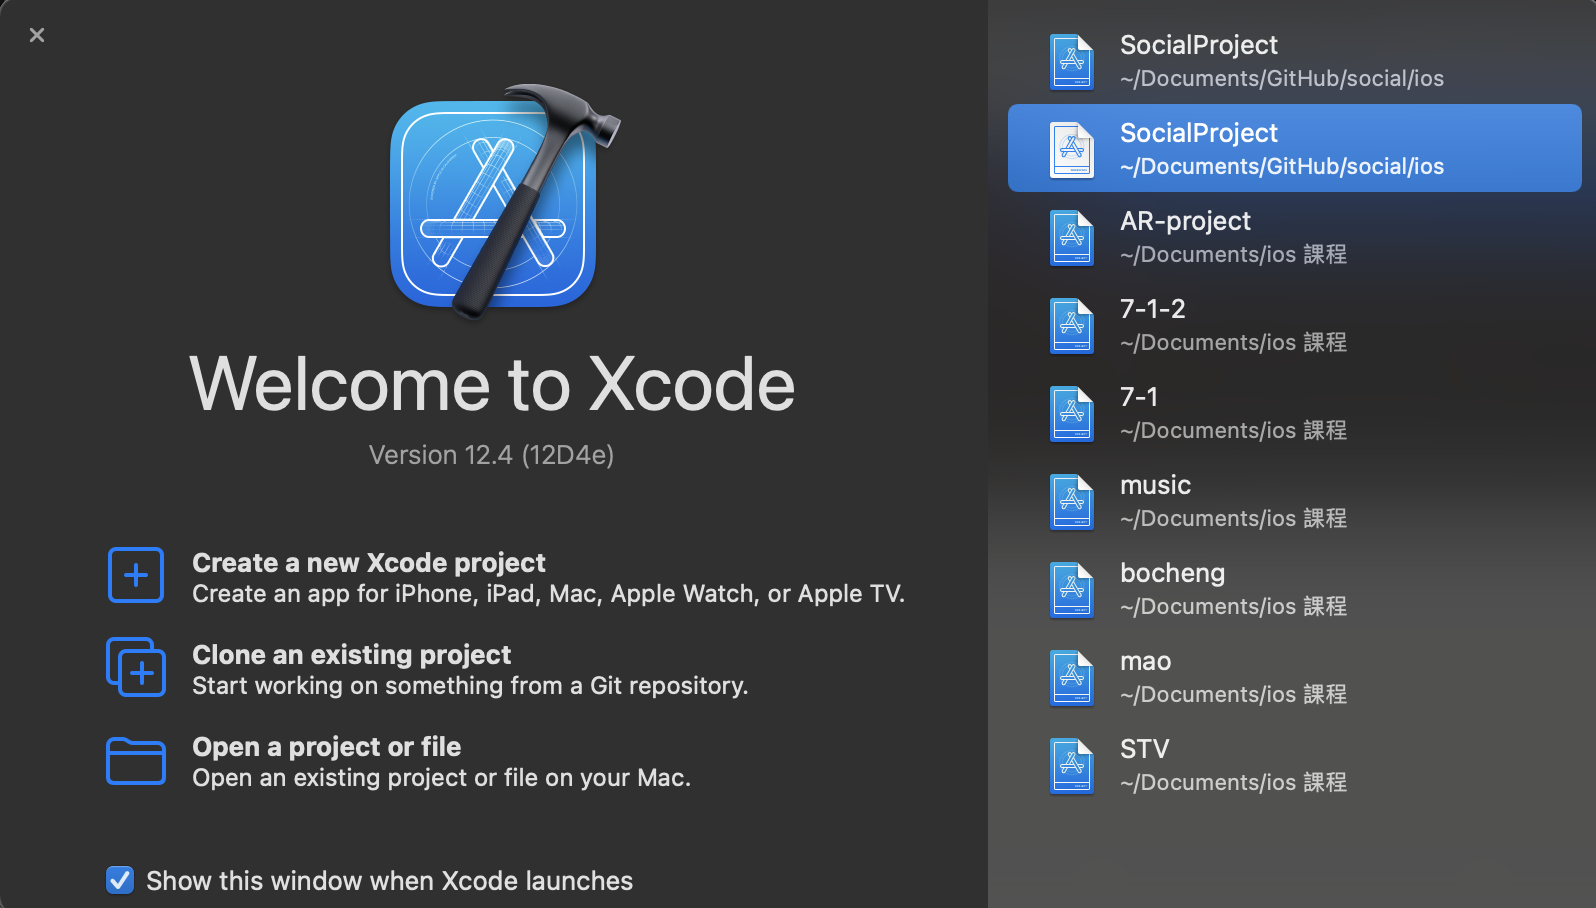 Welcome to Xcode
Version 12.4 (12D4e)
Create a new Xcode project
Create an app for iPhone, iPad, Mac, Apple Watch, or Apple TV.
Clone an existing project
Start working on something from a Git repository.
Open a project or file
Open an existing project or file on your Mac.
Show this window when Xcode launches
SocialProject
~/Documents/GitHub/social/ios
SocialProject
~/Documents/GitHub/social/ios
AR-project
~/Documents/ios 課程
7-1-2
~/Documents/ios 課程
7-1
~/Documents/ios 課程
music
~/Documents/ios 課程
bocheng
~/Documents/ios 課程
mao
~/Documents/ios 課程
STV
~/Documents/ios 課程